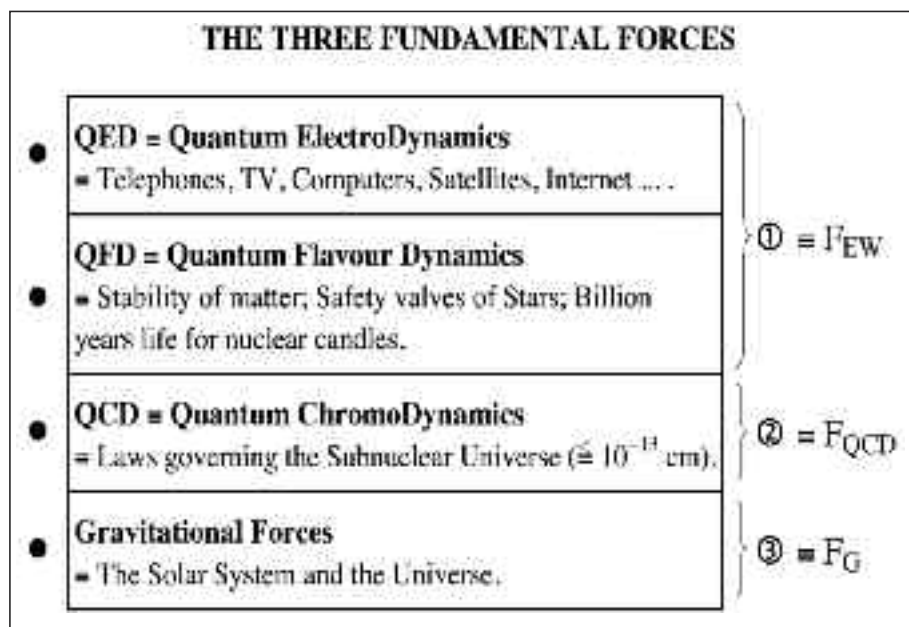 THE THREE FUNDAMENTAL FORCES
● QED ≡ Quantum ElectroDynamics
≡ Telephones, TV, Computers, Satellites, Internet ... .
● QFD ≡ Quantum Flavour Dynamics
≡ Stability of matter; Safety valves of Stars; Billion
years life for nuclear candles.
① ≡ F_EW
● QCD ≡ Quantum ChromoDynamics
≡ Laws governing the Subnuclear Universe (≦ 10⁻¹³ cm).
② ≡ F_QCD
● Gravitational Forces
≡ The Solar System and the Universe.
③ ≡ F_G